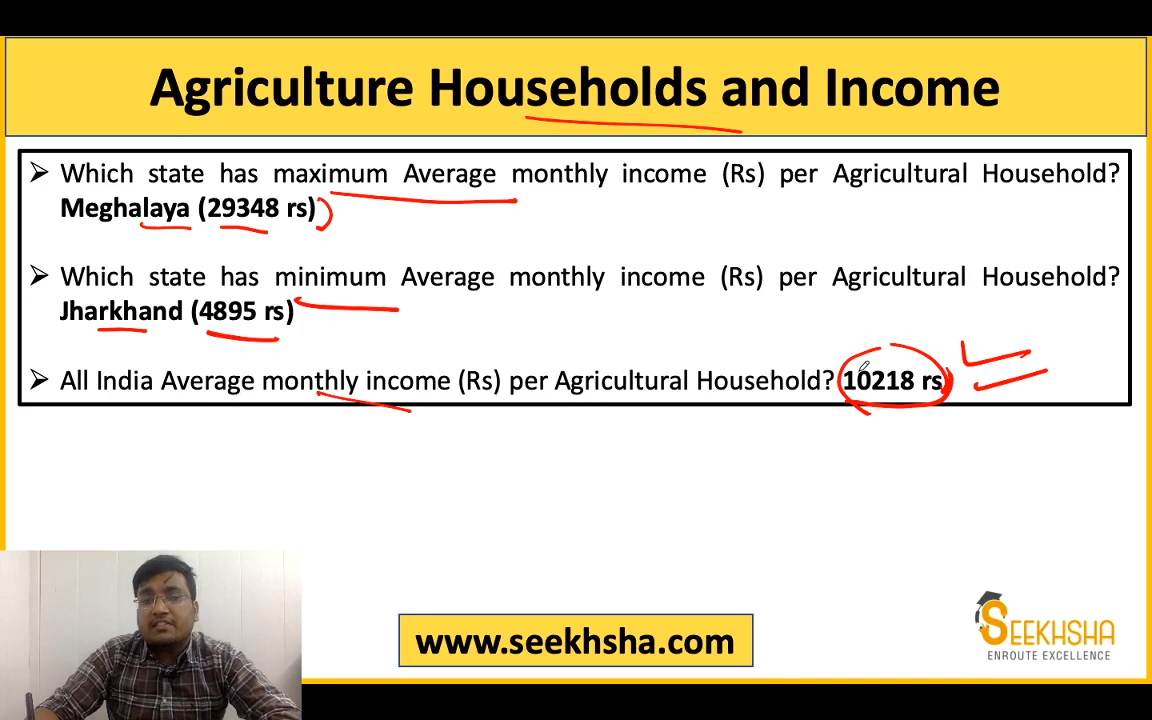 Agriculture Households and Income
➢ Which state has maximum Average monthly income (Rs) per Agricultural Household?
Meghalaya (29348 rs)
➢ Which state has minimum Average monthly income (Rs) per Agricultural Household?
Jharkhand (4895 rs)
➢ All India Average monthly income (Rs) per Agricultural Household? 10218 rs
www.seekhsha.com
SEEKHSHA
ENROUTE EXCELLENCE